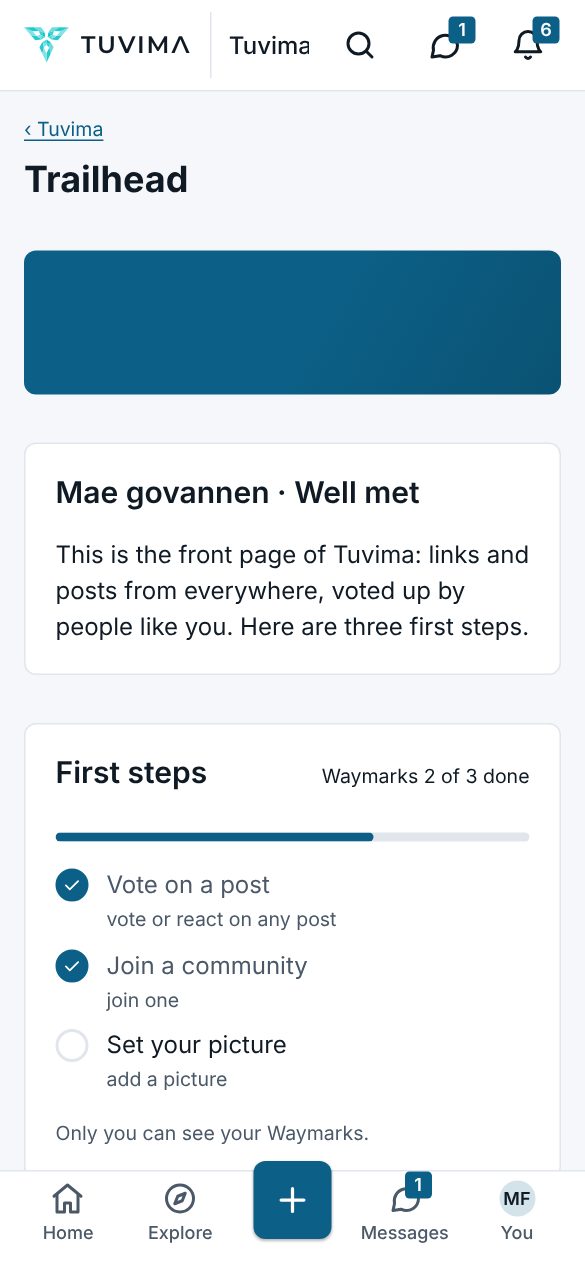 TUVIMA
Tuvima
1
6
‹ Tuvima
Trailhead
Mae govannen · Well met
This is the front page of Tuvima: links and
posts from everywhere, voted up by
people like you. Here are three first steps.
First steps
Waymarks 2 of 3 done
Vote on a post
vote or react on any post
Join a community
join one
Set your picture
add a picture
Only you can see your Waymarks.
Home
Explore
1
Messages
MF
You